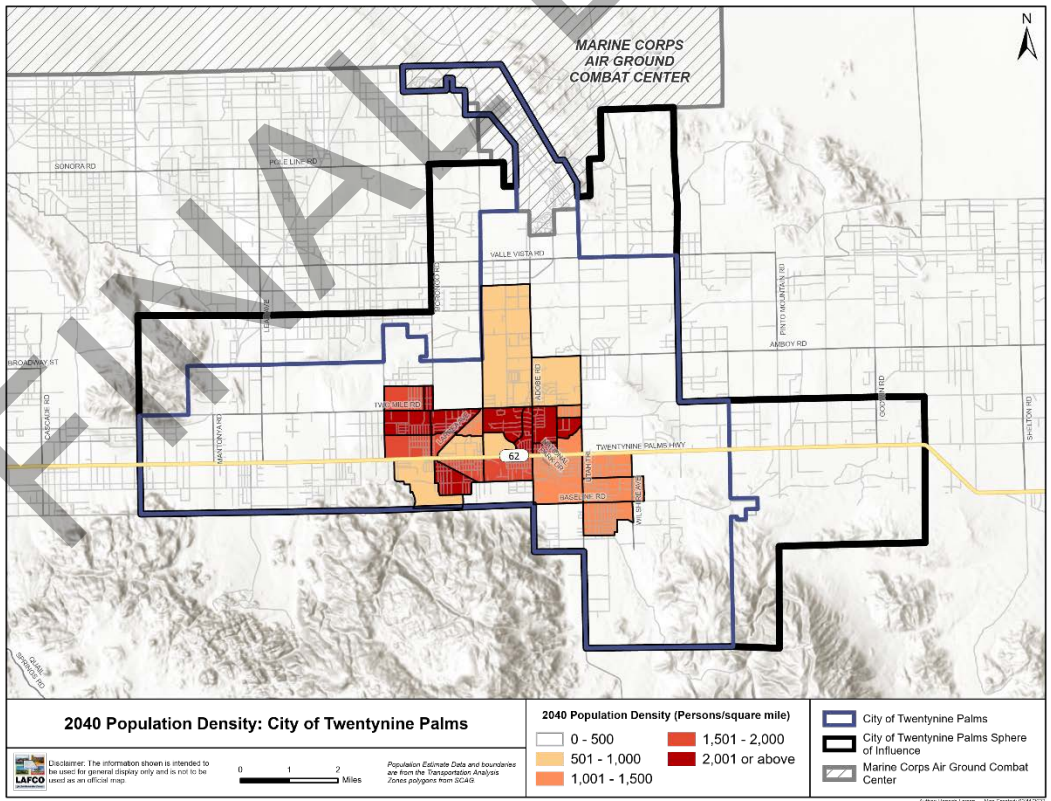 N
MARINE CORPS
AIR GROUND
COMBAT CENTER
SONORA RD
POLE LINE RD
VALLE VISTA RD
MORONGO RD
LEAR AVE
PINTO MOUNTAIN RD
AMBOY RD
BROADWAY ST
ADOBE RD
GODWIN RD
CASCADE RD
MANTONYA RD
TWO MILE RD
SHELTON RD
TWENTYNINE PALMS HWY
62
UTAH TRL
BASELINE RD
WILSHIRE AVE
QUAIL
SPRINGS RD
FINAL
2040 Population Density: City of Twentynine Palms
LAFCO
Disclaimer: The information shown is intended to
be used for general display only and is not to be
used as an official map.
0 1 2
Miles
Population Estimate Data and boundaries
are from the Transportation Analysis
Zones polygons from SCAG.
2040 Population Density (Persons/square mile)
0 - 500
501 - 1,000
1,001 - 1,500
1,501 - 2,000
2,001 or above
City of Twentynine Palms
City of Twentynine Palms Sphere
of Influence
Marine Corps Air Ground Combat
Center